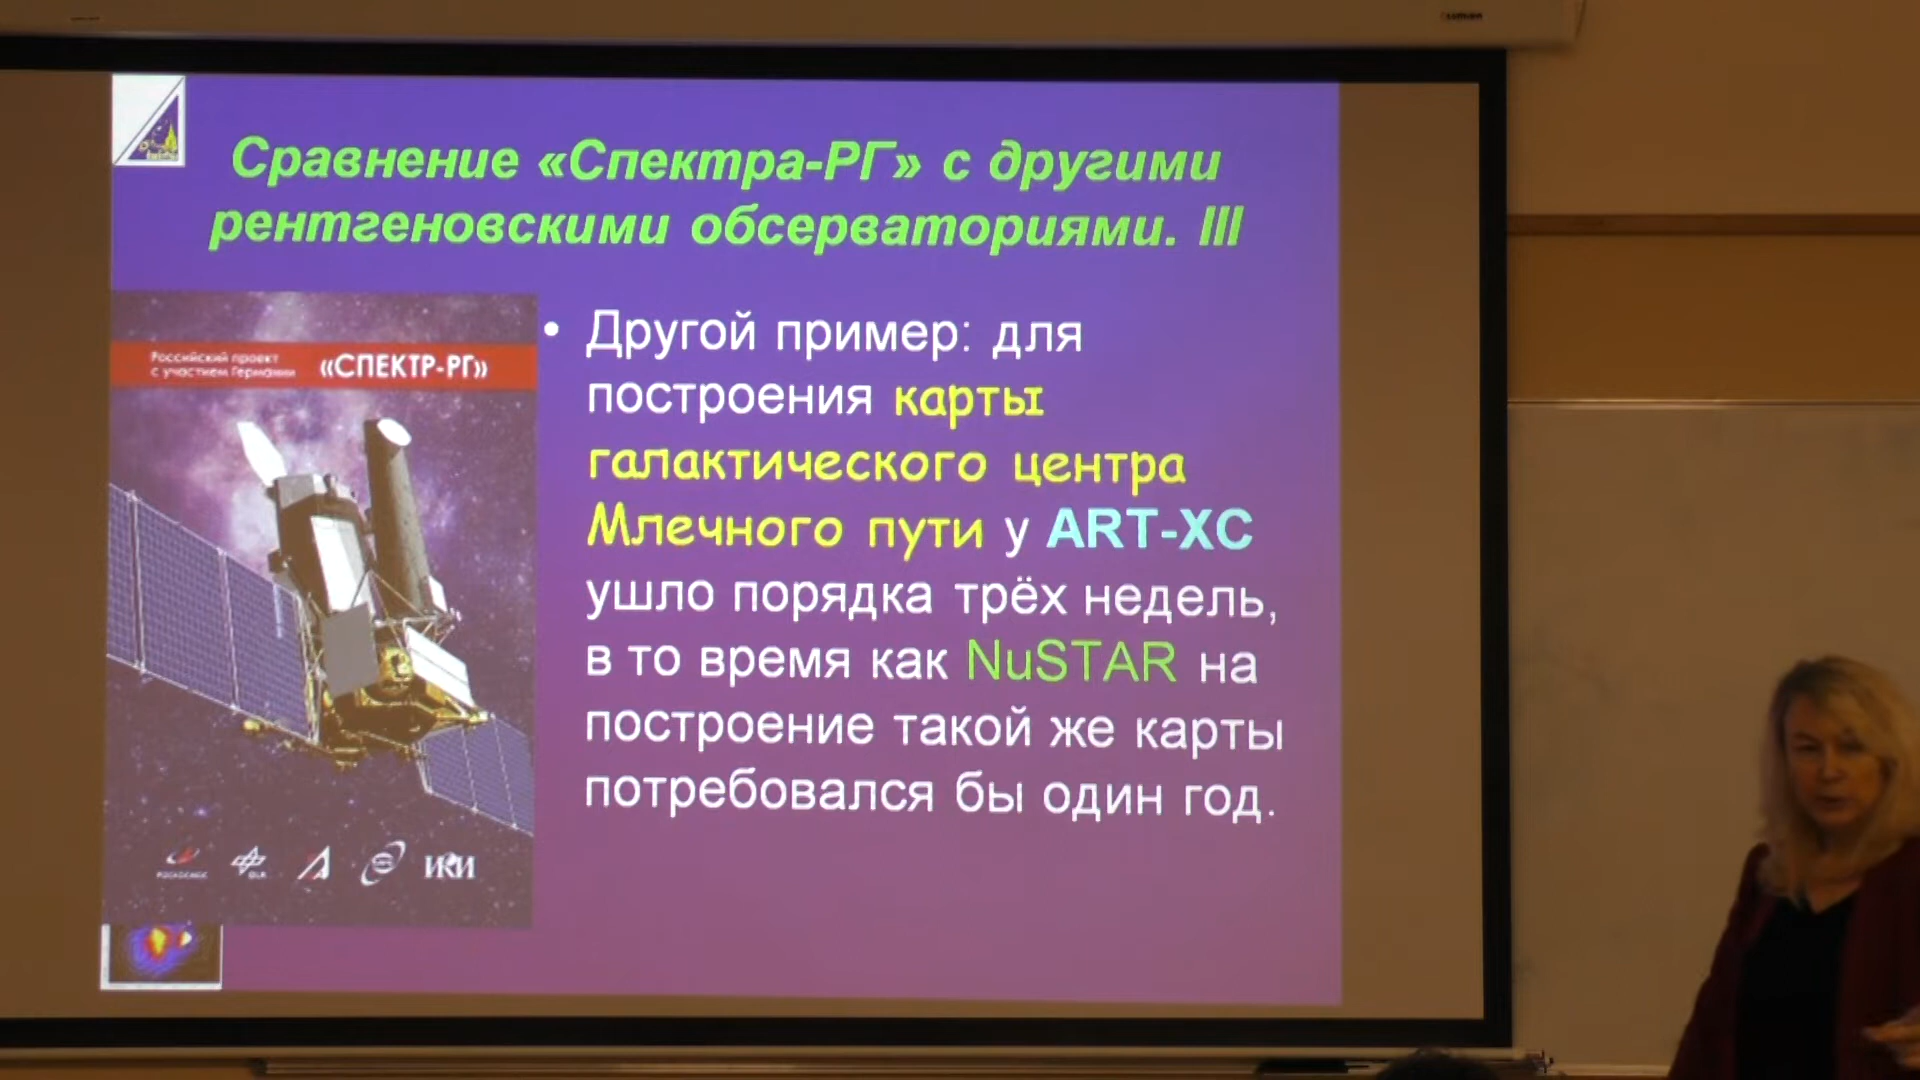 Сравнение «Спектра-РГ» с другими
рентгеновскими обсерваториями. III
Российский проект
с участием Германии
«СПЕКТР-РГ»
• Другой пример: для
построения карты
галактического центра
Млечного пути у ART-XC
ушло порядка трёх недель,
в то время как NuSTAR на
построение такой же карты
потребовался бы один год.
РОСКОСМОС
DLR
ИКИ